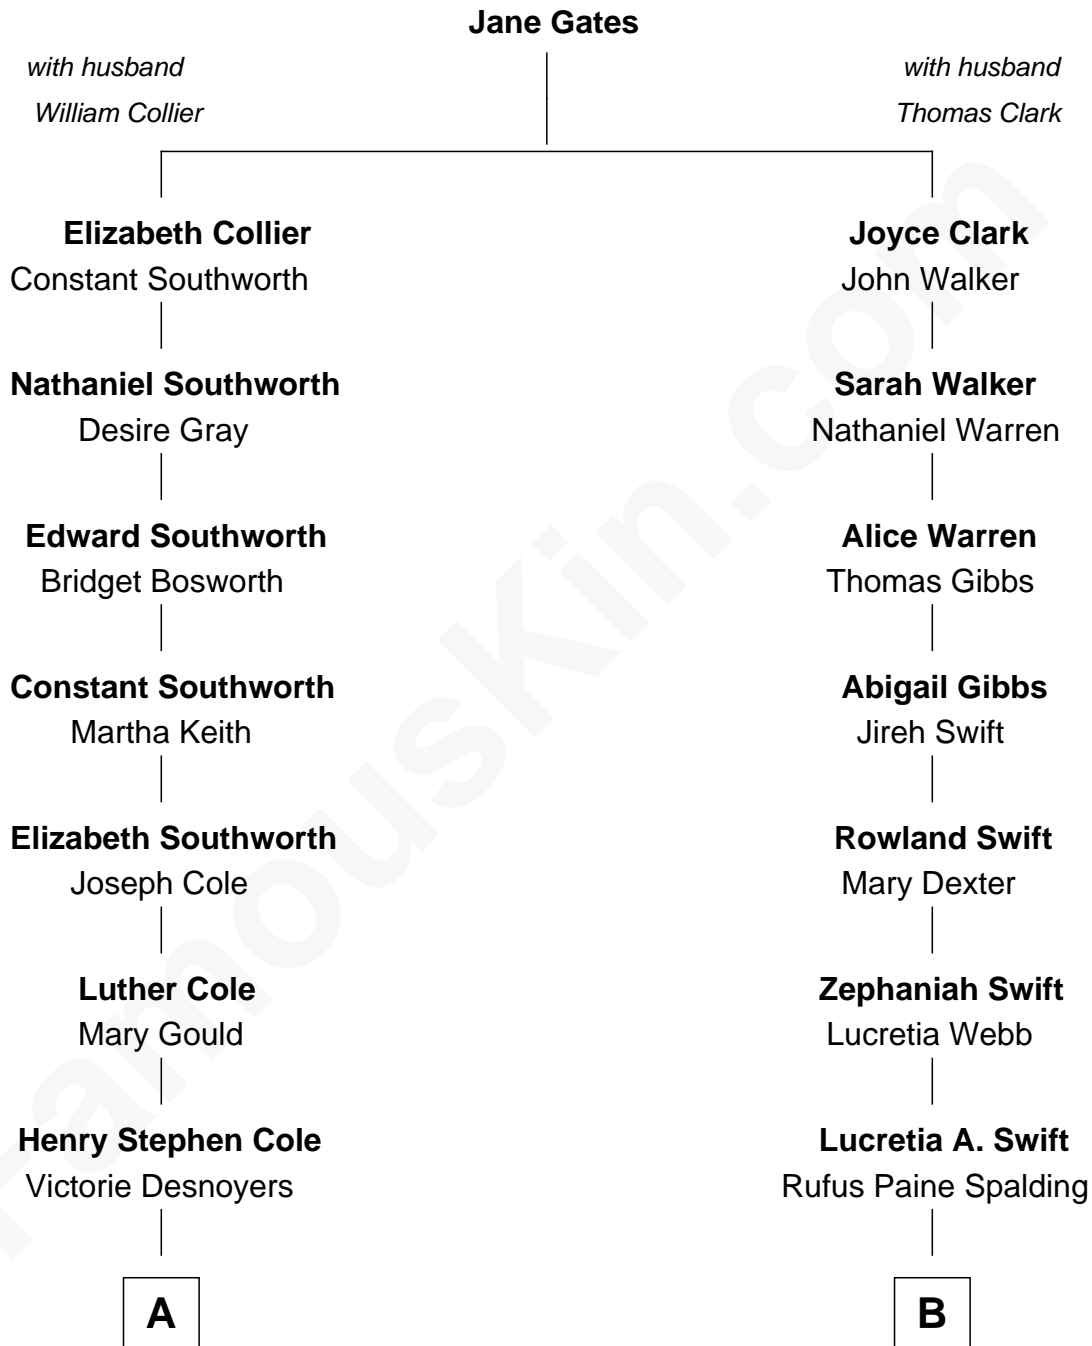 Jane Gates
with husband
William Collier
with husband
Thomas Clark
Elizabeth Collier
Constant Southworth
Joyce Clark
John Walker
Nathaniel Southworth
Desire Gray
Sarah Walker
Nathaniel Warren
Edward Southworth
Bridget Bosworth
Alice Warren
Thomas Gibbs
Constant Southworth
Martha Keith
Abigail Gibbs
Jireh Swift
Elizabeth Southworth
Joseph Cole
Rowland Swift
Mary Dexter
Luther Cole
Mary Gould
Zephaniah Swift
Lucretia Webb
Henry Stephen Cole
Victorie Desnoyers
Lucretia A. Swift
Rufus Paine Spalding
A
B
FamousKin.com